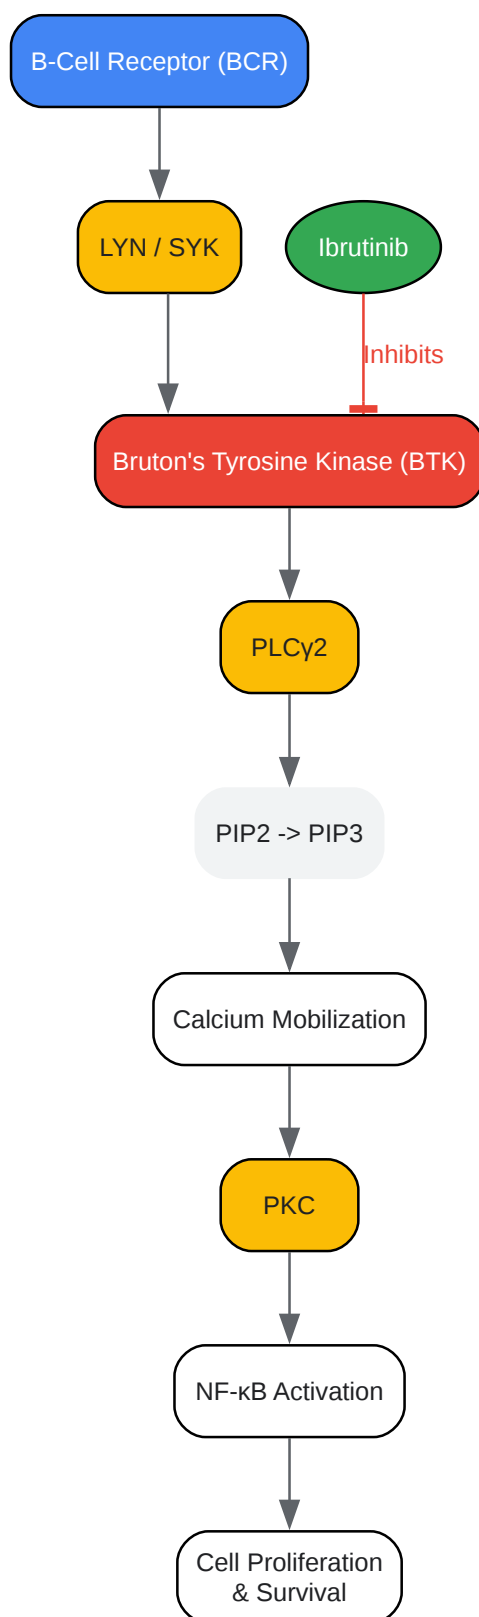 B-Cell Receptor (BCR)
LYN / SYK
Ibrutinib
Inhibits
Bruton's Tyrosine Kinase (BTK)
PLCγ2
PIP2 -> PIP3
Calcium Mobilization
PKC
NF-κB Activation
Cell Proliferation
& Survival